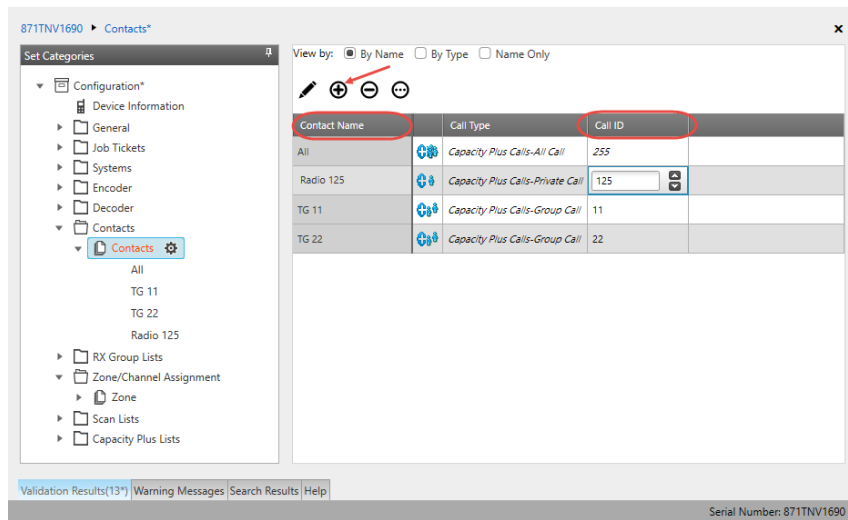 871TNV1690 Contacts*
x
Set Categories
View by: By Name By Type Name Only
Configuration*
Device Information
General
Job Tickets
Systems
Encoder
Decoder
Contacts
Contacts
All
TG 11
TG 22
Radio 125
RX Group Lists
Zone/Channel Assignment
Zone
Scan Lists
Capacity Plus Lists
Contact Name Call Type Call ID
All Capacity Plus Calls-All Call 255
Radio 125 Capacity Plus Calls-Private Call 125
TG 11 Capacity Plus Calls-Group Call 11
TG 22 Capacity Plus Calls-Group Call 22
Validation Results(13*) Warning Messages Search Results Help
Serial Number: 871TNV1690